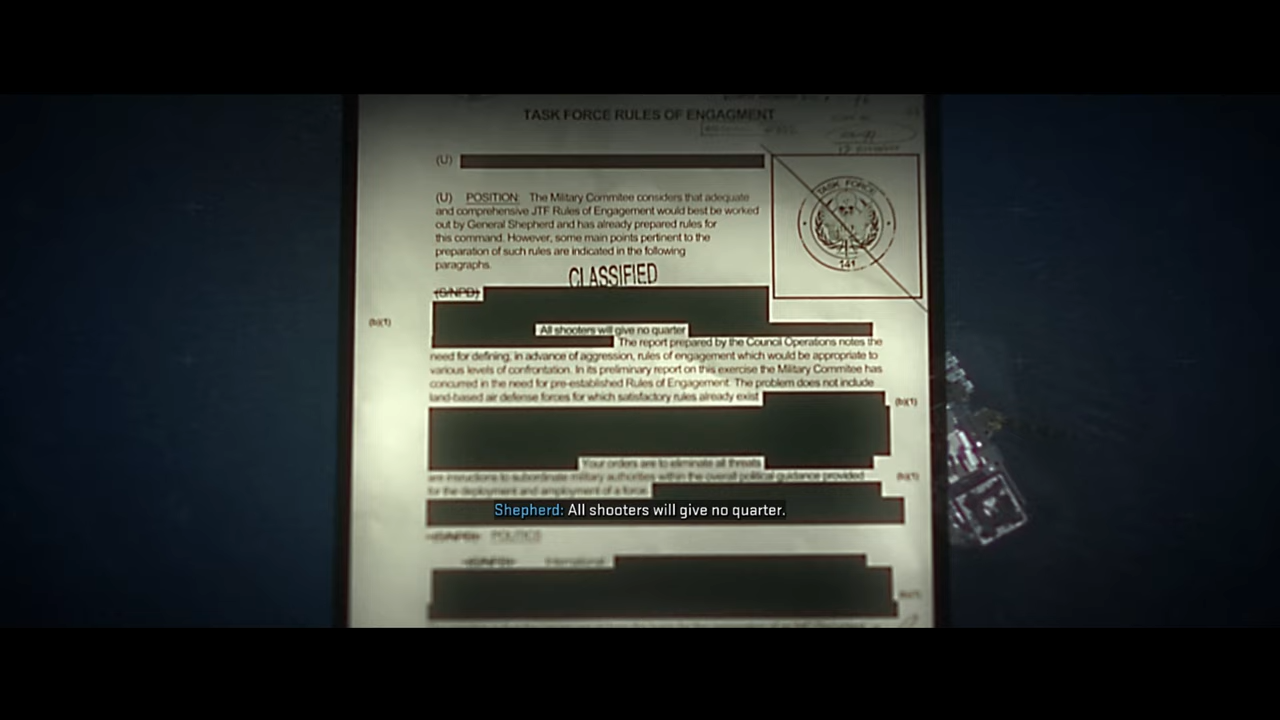 TASK FORCE RULES OF ENGAGMENT
(U)
TASK FORCE
141
(U) POSITION: The Military Commitee considers that adequate
and comprehensive JTF Rules of Engagement would best be worked
out by General Shepherd and has already prepared rules for
this command. However, some main points pertinent to the
preparation of such rules are indicated in the following
paragraphs.
CLASSIFIED
(S/NPD)
(b)(1)
All shooters will give no quarter
The report prepared by the Council Operations notes the
need for defining, in advance of aggression, rules of engagement which would be appropriate to
various levels of confrontation. In its preliminary report on this exercise the Military Commitee has
concurred in the need for pre-established Rules of Engagement. The problem does not include
land-based air defense forces for which satisfactory rules already exist
(b)(1)
Your orders are to eliminate all threats
are instructions to subordinate military authorities within the overall political guidance provided
(b)(1)
for the deployment and employment of a force.
Shepherd: All shooters will give no quarter.
(S/NPD) POLITICS
(S/NPD) International